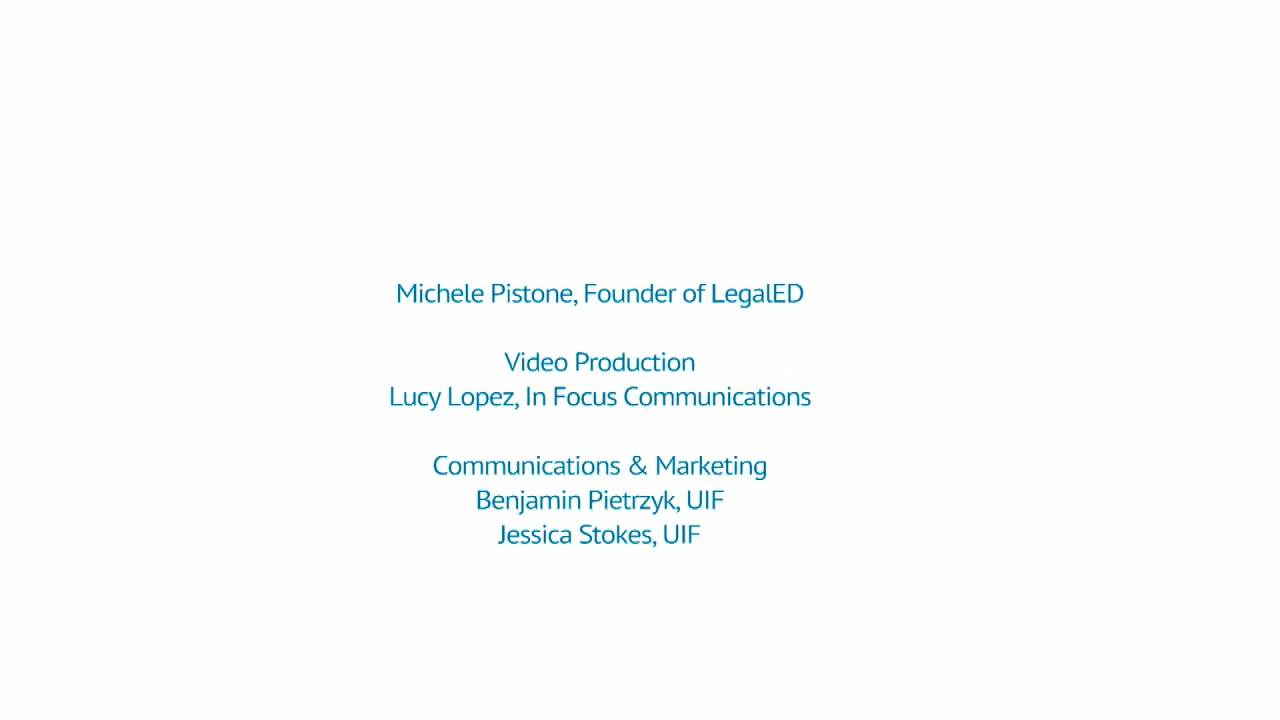 Michele Pistone, Founder of LegalED
Video Production
Lucy Lopez, In Focus Communications
Communications & Marketing
Benjamin Pietrzyk, UIF
Jessica Stokes, UIF